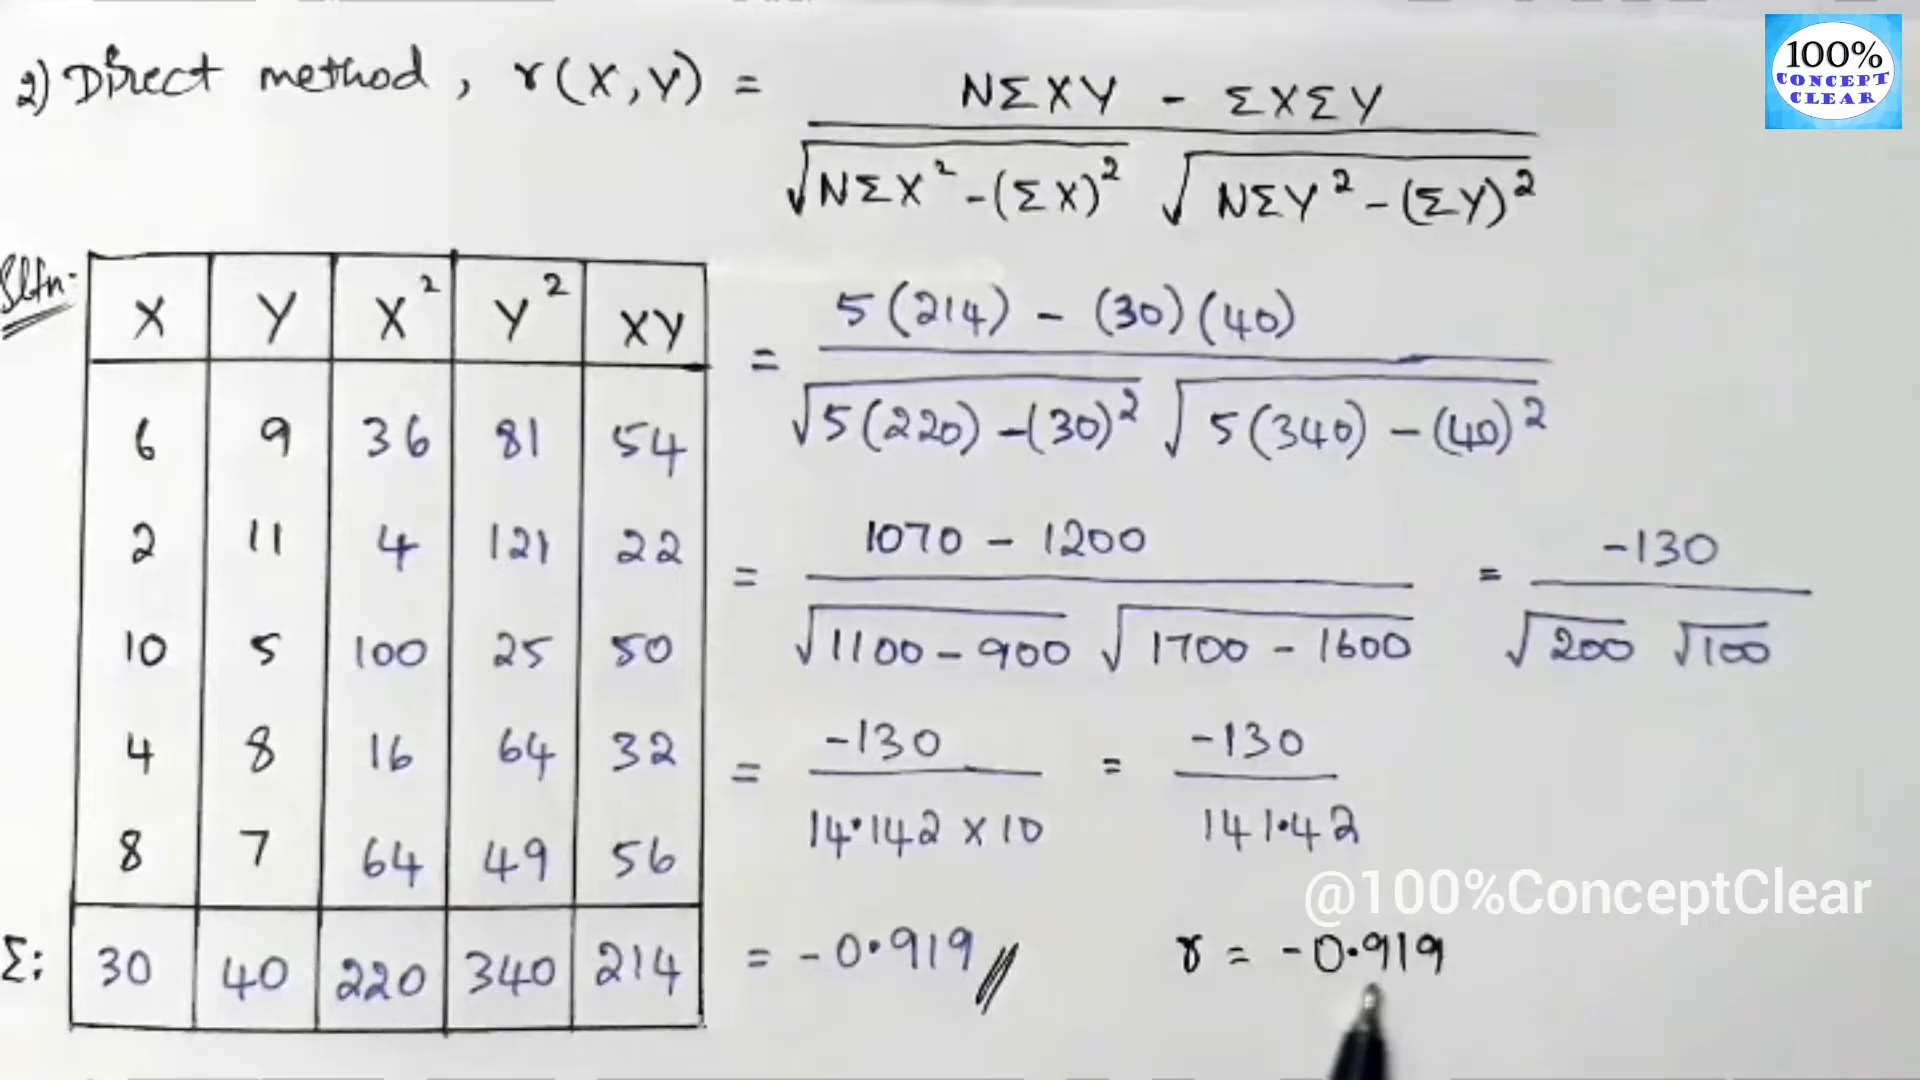 100%
CONCEPT
CLEAR
2) Direct method, r(X,Y) = NΣXY - ΣXΣY / √NΣX² -(ΣX)² √NΣY² -(ΣY)²
Sltn:-
X Y X² Y² XY
6 9 36 81 54
2 11 4 121 22
10 5 100 25 50
4 8 16 64 32
8 7 64 49 56
Σ: 30 40 220 340 214
= 5(214) - (30)(40) / √5(220) -(30)² √5(340) - (40)²
= 1070 - 1200 / √1100 - 900 √1700 - 1600 = -130 / √200 √100
= -130 / 14.142 x 10 = -130 / 141.42
@100%ConceptClear
= -0.919// r = -0.919